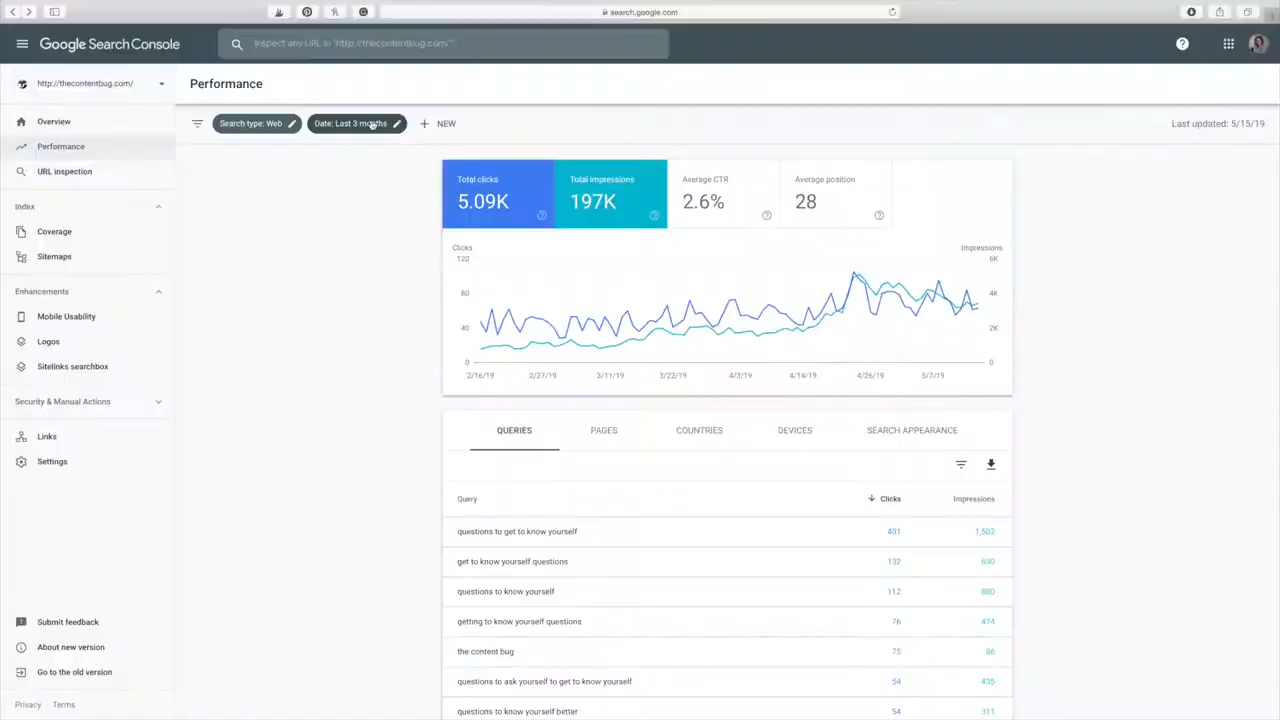 search.google.com
Google Search Console
Inspect any URL in "http://thecontentbug.com/"
http://thecontentbug.com/
Performance
Overview
Performance
URL inspection
Index
Coverage
Sitemaps
Enhancements
Mobile Usability
Logos
Sitelinks searchbox
Security & Manual Actions
Links
Settings
Submit feedback
About new version
Go to the old version
Privacy Terms
Search type: Web
Date: Last 3 months
NEW
Last updated: 5/15/19
Total clicks
5.09K
Total impressions
197K
Average CTR
2.6%
Average position
28
Clicks
Impressions
120
80
40
0
6K
4K
2K
0
2/16/19 2/27/19 3/11/19 3/22/19 4/3/19 4/14/19 4/26/19 5/7/19
QUERIES PAGES COUNTRIES DEVICES SEARCH APPEARANCE
Query Clicks Impressions
questions to get to know yourself 401 1,502
get to know yourself questions 132 630
questions to know yourself 112 880
getting to know yourself questions 76 474
the content bug 75 86
questions to ask yourself to get to know yourself 54 435
questions to know yourself better 54 311